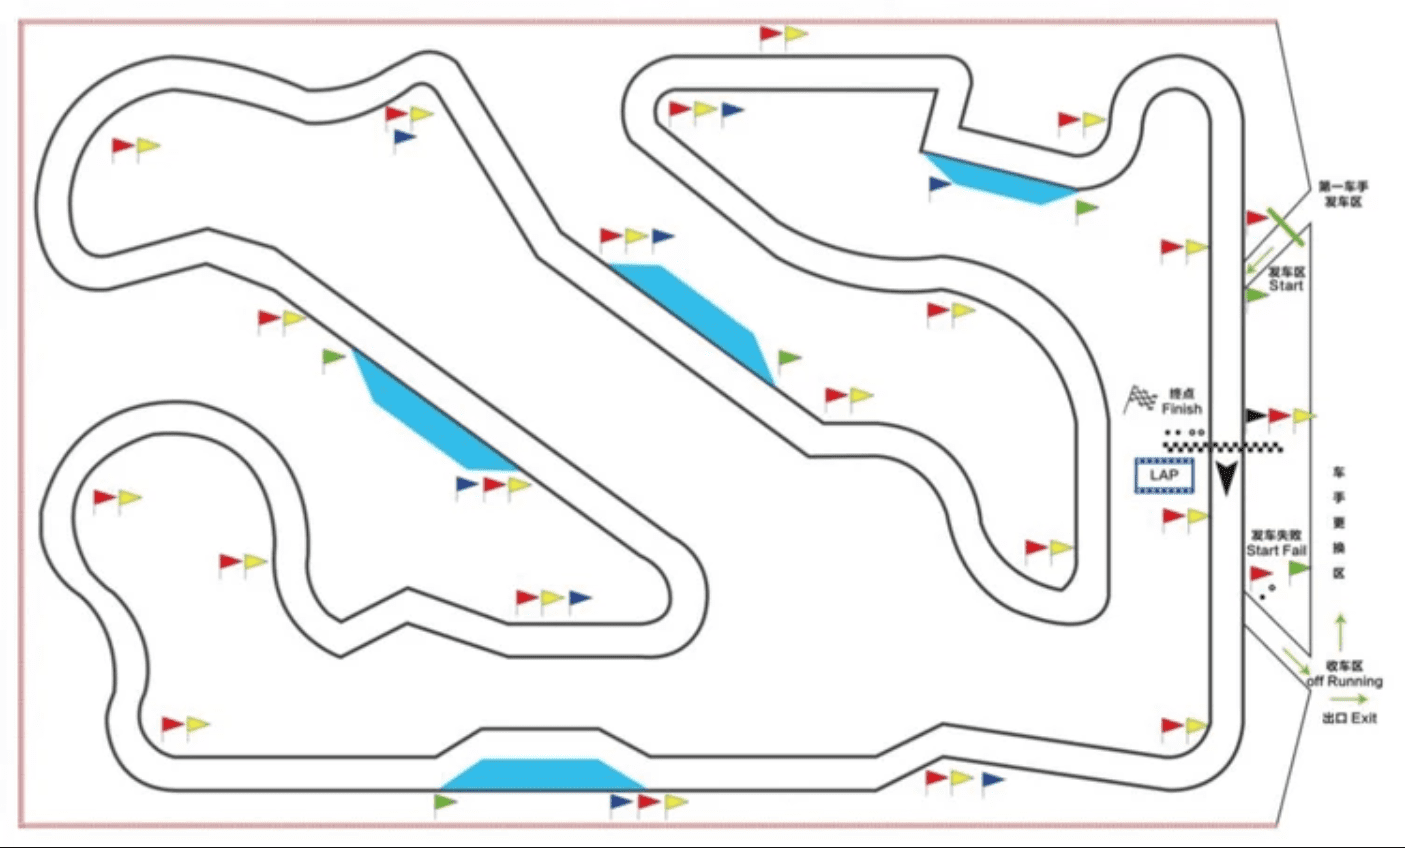 第一车手
发车区
发车区
Start
终点
Finish
LAP
发车失败
Start Fail
车
手
更
换
区
收车区
off Running
出口 Exit